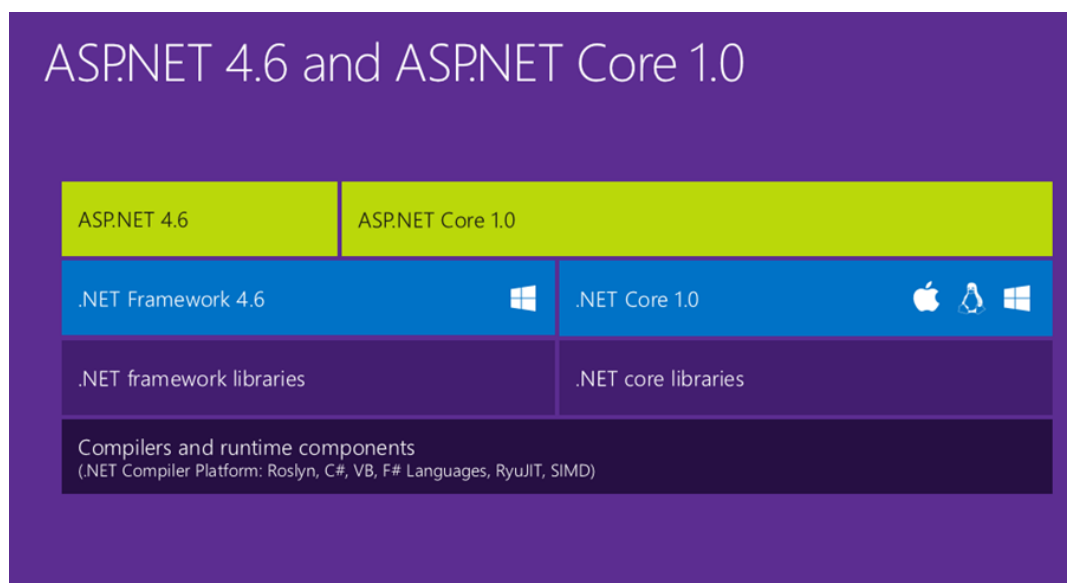 ASP.NET 4.6 and ASP.NET Core 1.0
ASP.NET 4.6
ASP.NET Core 1.0
.NET Framework 4.6
.NET Core 1.0
.NET framework libraries
.NET core libraries
Compilers and runtime components
(.NET Compiler Platform: Roslyn, C#, VB, F# Languages, RyuJIT, SIMD)